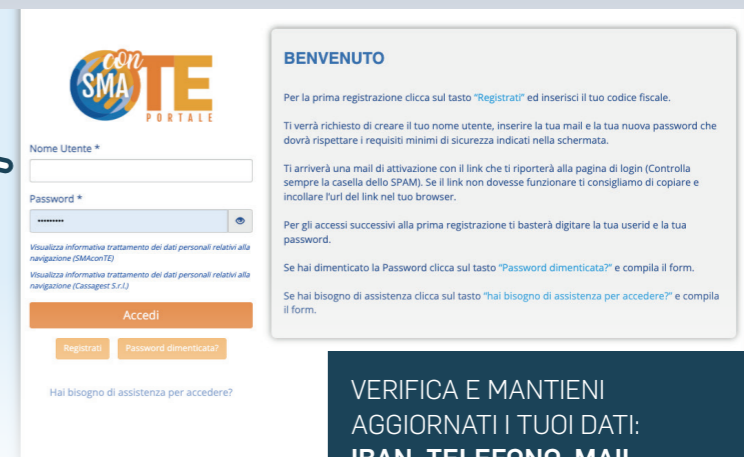 con
SMA TE
PORTALE
Nome Utente *
Password *
Visualizza informativa trattamento dei dati personali relativi alla
navigazione (SMAconTE)
Visualizza informativa trattamento dei dati personali relativi alla
navigazione (Cassagest S.r.l.)
Accedi
Registrati Password dimenticata?
Hai bisogno di assistenza per accedere?
BENVENUTO
Per la prima registrazione clicca sul tasto "Registrati" ed inserisci il tuo codice fiscale.
Ti verrà richiesto di creare il tuo nome utente, inserire la tua mail e la tua nuova password che
dovrà rispettare i requisiti minimi di sicurezza indicati nella schermata.
Ti arriverà una mail di attivazione con il link che ti riporterà alla pagina di login (Controlla
sempre la casella dello SPAM). Se il link non dovesse funzionare ti consigliamo di copiare e
incollare l'url del link nel tuo browser.
Per gli accessi successivi alla prima registrazione ti basterà digitare la tua userid e la tua
password.
Se hai dimenticato la Password clicca sul tasto "Password dimenticata?" e compila il form.
Se hai bisogno di assistenza clicca sul tasto "hai bisogno di assistenza per accedere?" e compila
il form.
VERIFICA E MANTIENI
AGGIORNATI I TUOI DATI:
IBAN, TELEFONO, MAIL